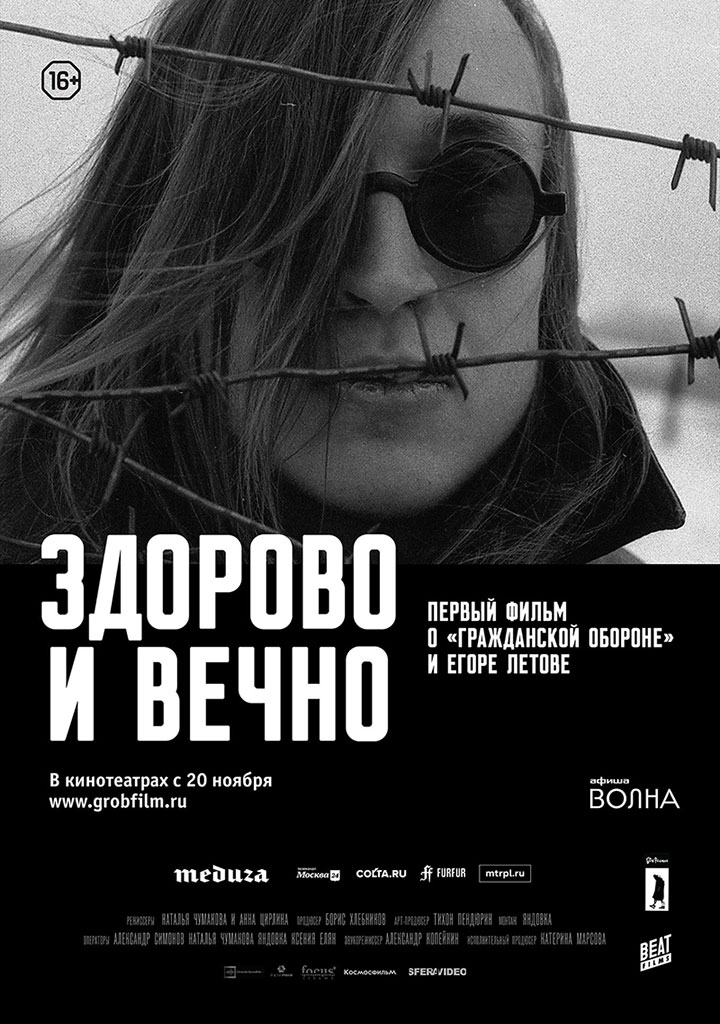 16+
ЗДОРОВО
И ВЕЧНО
ПЕРВЫЙ ФИЛЬМ
О «ГРАЖДАНСКОЙ ОБОРОНЕ»
И ЕГОРЕ ЛЕТОВЕ
В кинотеатрах с 20 ноября
www.grobfilm.ru
афиша
ВОЛНА
meduza
Москва 24
COLTA.RU
FURFUR
mtrpl.ru
РЕЖИССЕРЫ НАТАЛЬЯ ЧУМАКОВА И АННА ЦИРЛИНА ПРОДЮСЕР БОРИС ХЛЕБНИКОВ АРТ-ПРОДЮСЕР ТИХОН ПЕНДЮРИН МОНТАЖ ЯНДОВКА
ОПЕРАТОРЫ АЛЕКСАНДР СИМОНОВ НАТАЛЬЯ ЧУМАКОВА ЯНДОВКА КСЕНИЯ ЕЛЯН ЗВУКОРЕЖИССЕР АЛЕКСАНДР КОПЕЙКИН ИСПОЛНИТЕЛЬНЫЙ ПРОДЮСЕР КАТЕРИНА МАРСОВА
BEAT
FILMS
focus
Космосфильм
SFERAVIDEO